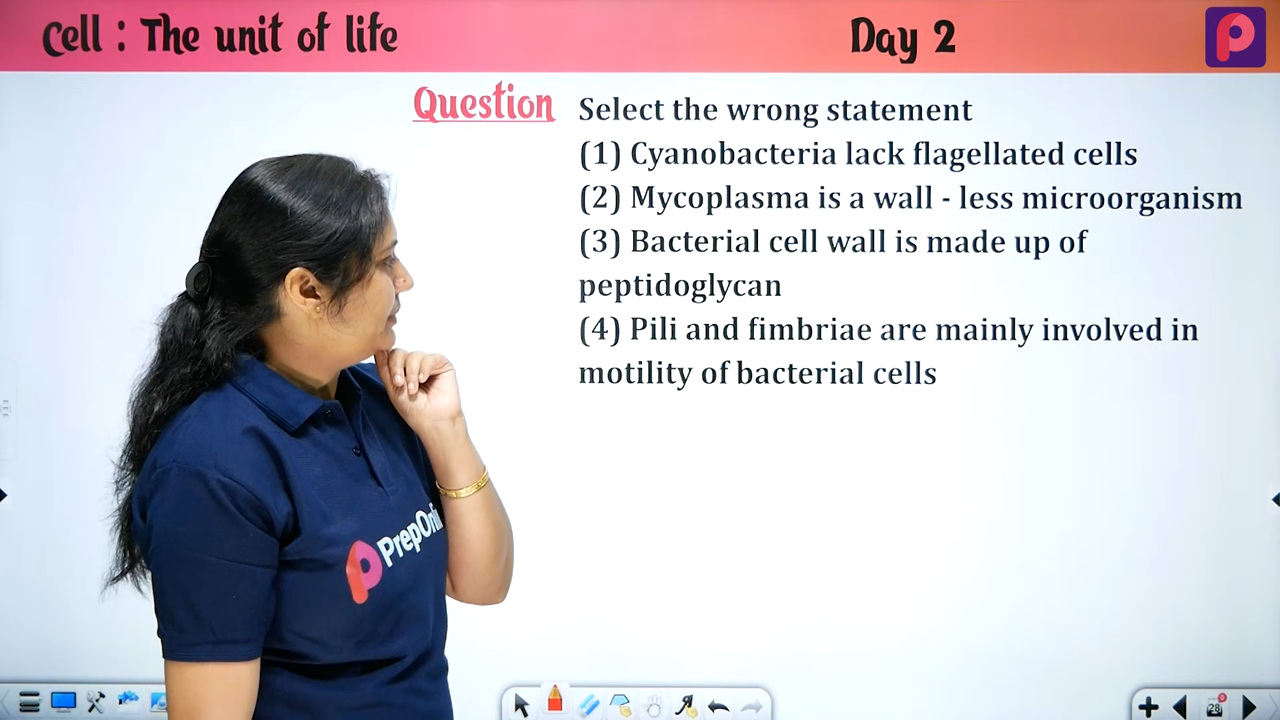 Cell : The unit of life
Day 2
Question
Select the wrong statement
(1) Cyanobacteria lack flagellated cells
(2) Mycoplasma is a wall - less microorganism
(3) Bacterial cell wall is made up of
peptidoglycan
(4) Pili and fimbriae are mainly involved in
motility of bacterial cells